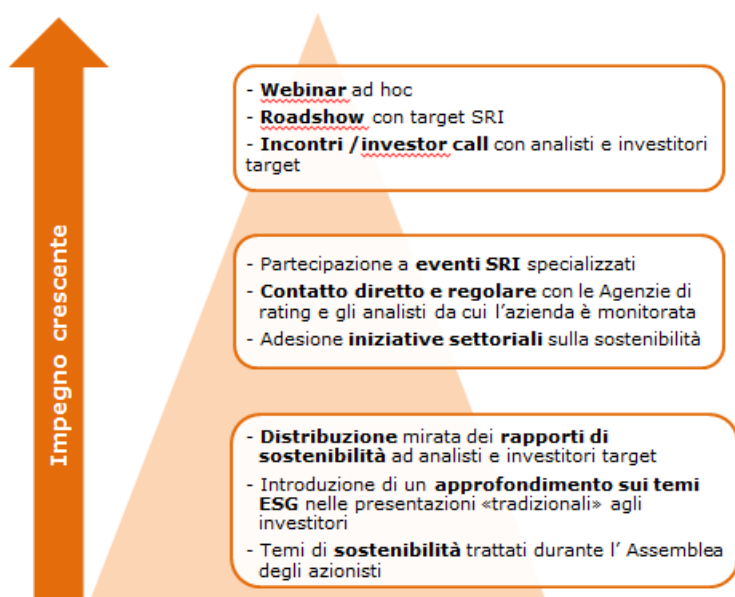 - Webinar ad hoc
- Roadshow con target SRI
- Incontri /investor call con analisti e investitori
target
Impegno crescente
- Partecipazione a eventi SRI specializzati
- Contatto diretto e regolare con le Agenzie di
rating e gli analisti da cui l'azienda è monitorata
- Adesione iniziative settoriali sulla sostenibilità
- Distribuzione mirata dei rapporti di
sostenibilità ad analisti e investitori target
- Introduzione di un approfondimento sui temi
ESG nelle presentazioni «tradizionali» agli
investitori
- Temi di sostenibilità trattati durante l' Assemblea
degli azionisti